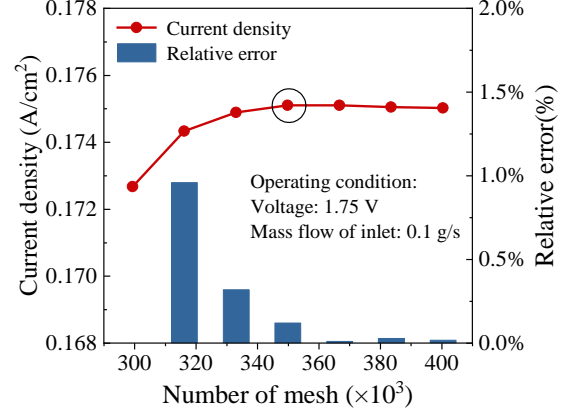 Current density
Relative error
Operating condition:
Voltage: 1.75 V
Mass flow of inlet: 0.1 g/s
Current density (A/cm²)
0.178
0.176
0.174
0.172
0.170
0.168
2.0%
1.5%
1.0%
0.5%
0.0%
Relative error(%)
300 320 340 360 380 400
Number of mesh (×10³)